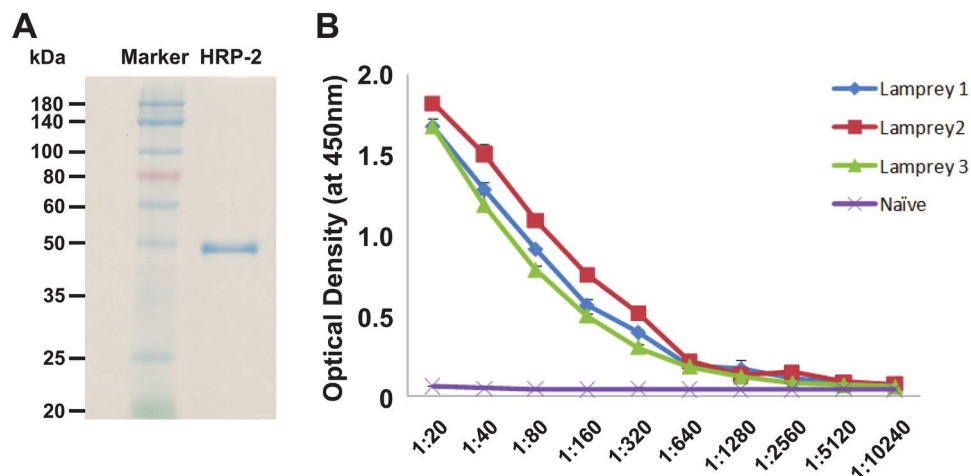 A
kDa Marker HRP-2
180
140
100
80
60
50
35
25
20
B
Optical Density (at 450nm)
2.0
1.5
1.0
0.5
0
1:20 1:40 1:80 1:160 1:320 1:640 1:1280 1:2560 1:5120 1:10240
Lamprey 1
Lamprey2
Lamprey 3
Naïve